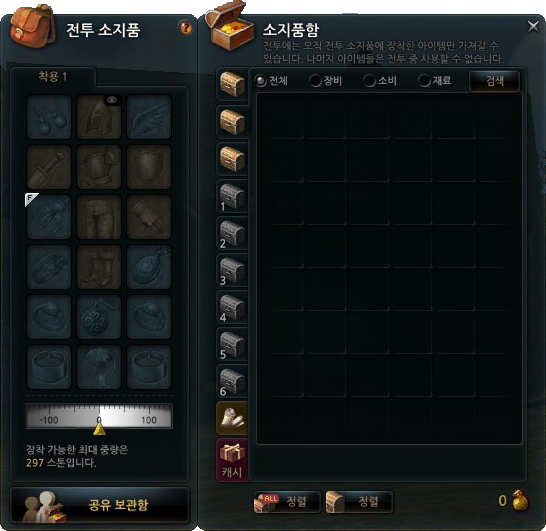 전투 소지품
착용 1
F
-100 0 100
장착 가능한 최대 중량은
297 스톤입니다.
공유 보관함
소지품함
전투에는 오직 전투 소지품에 장착한 아이템만 가져갈 수
있습니다. 나머지 아이템들은 전투 중 사용할 수 없습니다.
전체 장비 소비 재료 검색
1
2
3
4
5
6
캐시
ALL 정렬 정렬 0